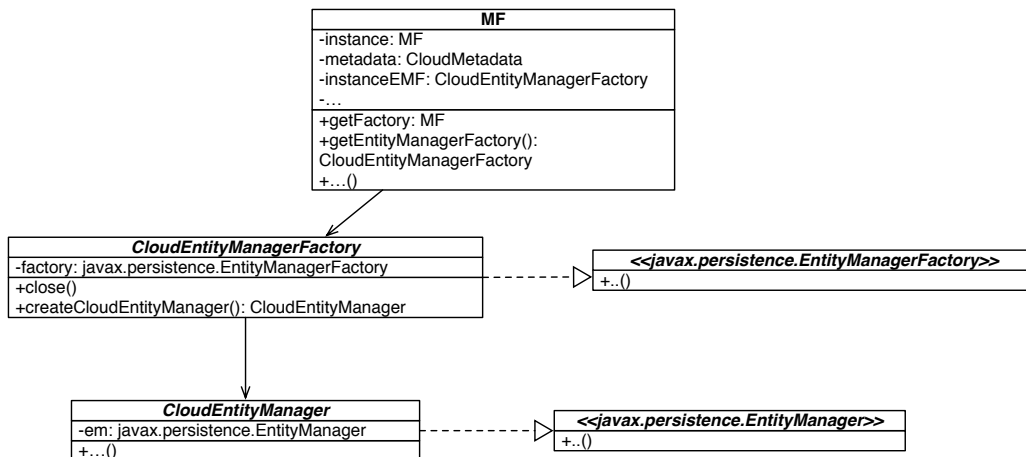 MF
-instance: MF
-metadata: CloudMetadata
-instanceEMF: CloudEntityManagerFactory
-…
+getFactory: MF
+getEntityManagerFactory():
CloudEntityManagerFactory
+…()
CloudEntityManagerFactory
-factory: javax.persistence.EntityManagerFactory
+close()
+createCloudEntityManager(): CloudEntityManager
<<javax.persistence.EntityManagerFactory>>
+..()
CloudEntityManager
-em: javax.persistence.EntityManager
+…()
<<javax.persistence.EntityManager>>
+..()